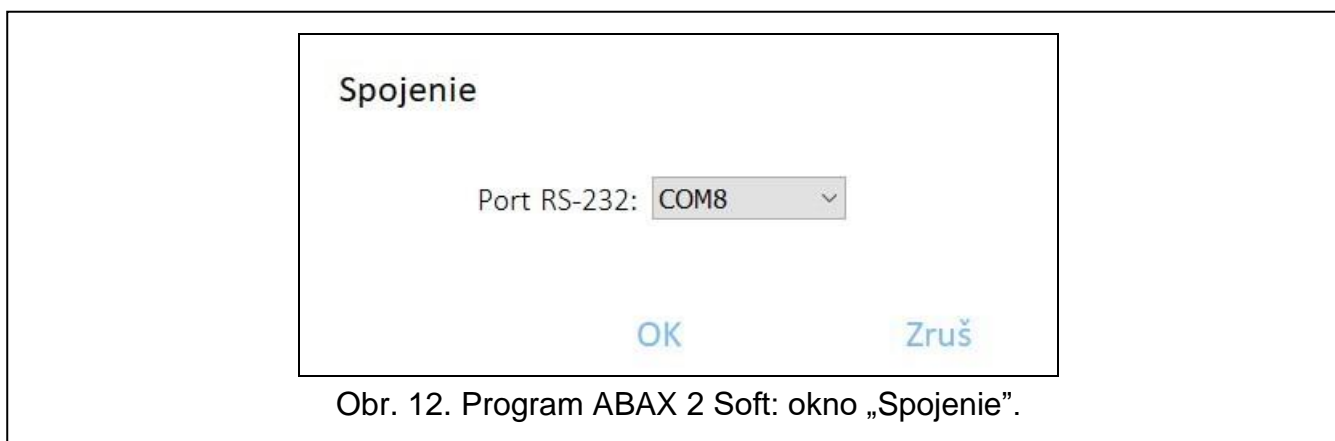 Spojenie
Port RS-232: COM8
OK Zruš
Obr. 12. Program ABAX 2 Soft: okno „Spojenie”.